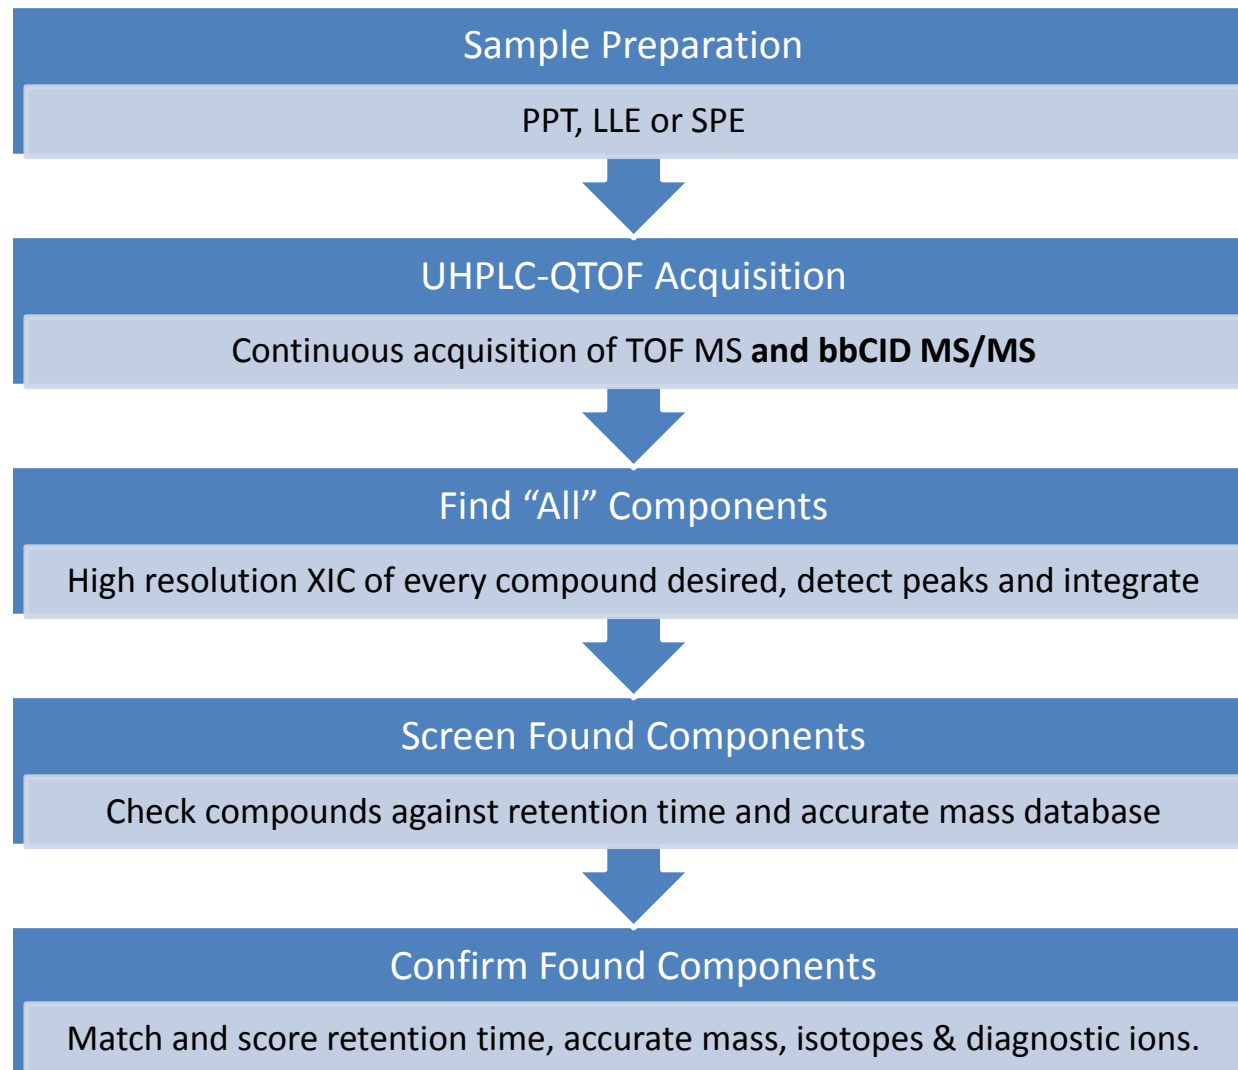 Sample Preparation
PPT, LLE or SPE
UHPLC-QTOF Acquisition
Continuous acquisition of TOF MS and bbCID MS/MS
Find “All” Components
High resolution XIC of every compound desired, detect peaks and integrate
Screen Found Components
Check compounds against retention time and accurate mass database
Confirm Found Components
Match and score retention time, accurate mass, isotopes & diagnostic ions.